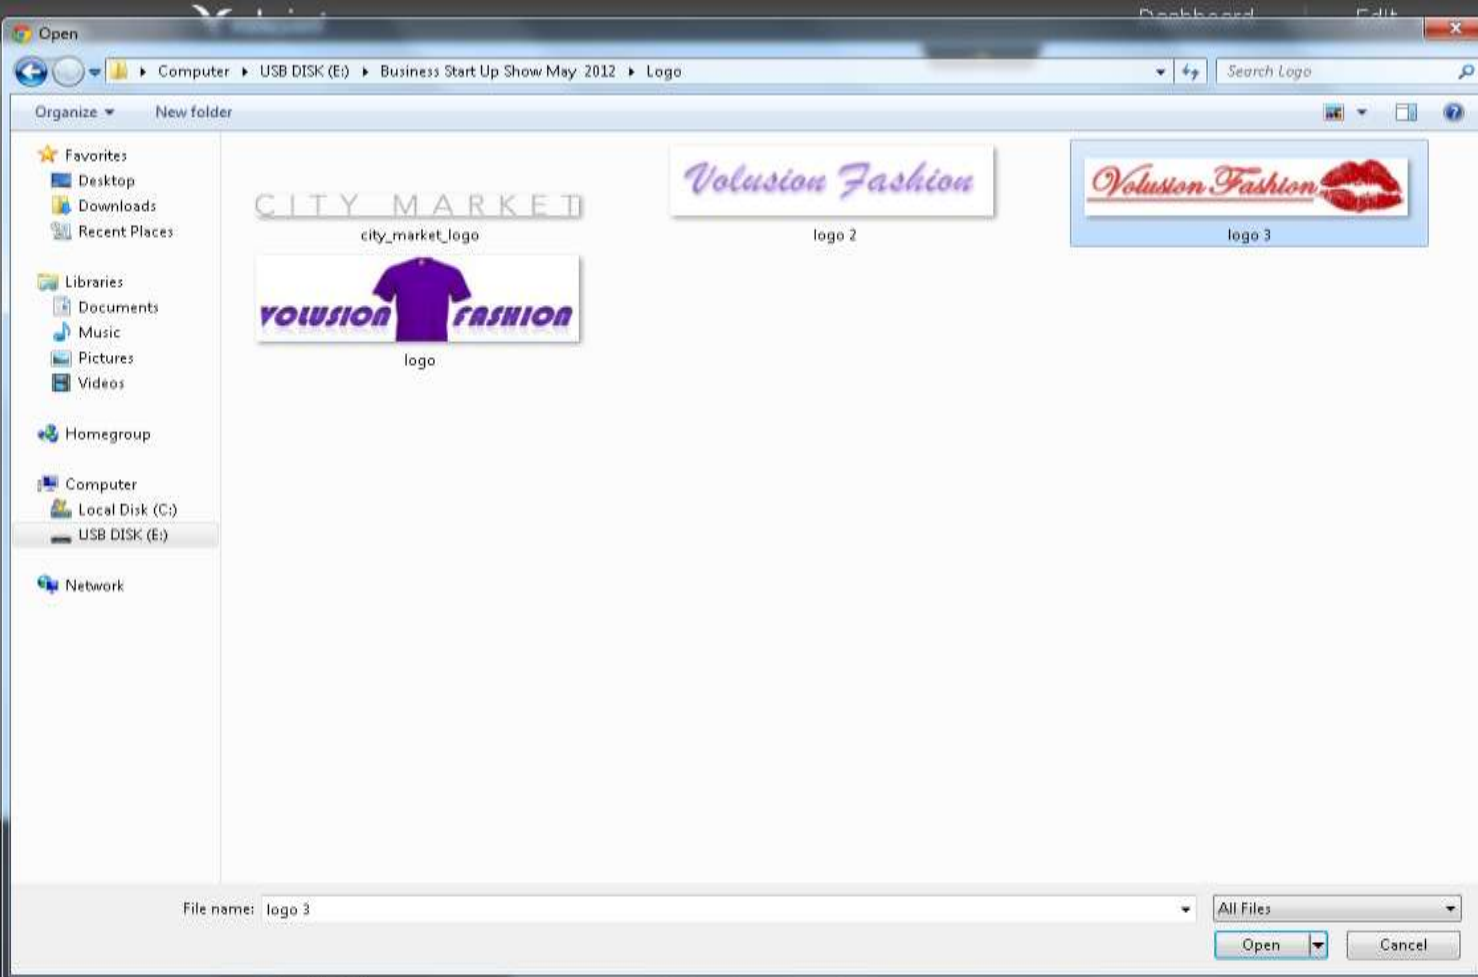 Dashboard Edit
Open
Computer USB DISK (E:) Business Start Up Show May 2012 Logo
Search Logo
Organize New folder
Favorites
Desktop
Downloads
Recent Places
Libraries
Documents
Music
Pictures
Videos
Homegroup
Computer
Local Disk (C:)
USB DISK (E:)
Network
CITY MARKET
city_market_logo
Volusion Fashion
logo 2
Volusion Fashion
logo 3
VOLUSION FASHION
logo
File name: logo 3
All Files
Open Cancel